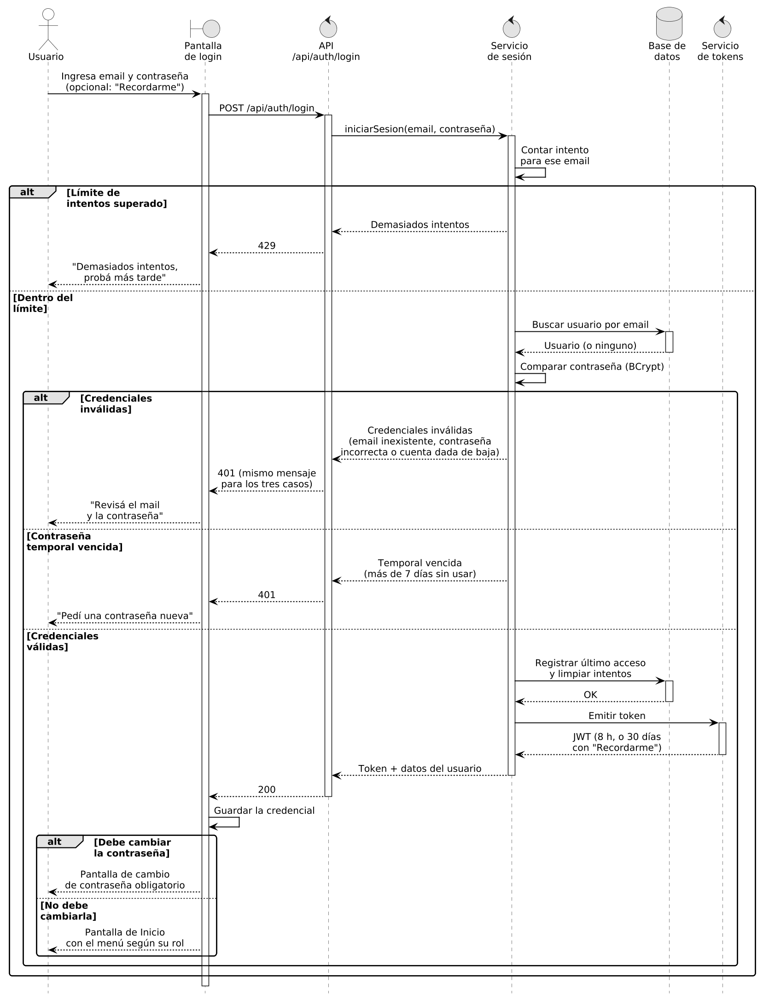 Usuario
Pantalla
de login
API
/api/auth/login
Servicio
de sesión
Base de
datos
Servicio
de tokens
Ingresa email y contraseña
(opcional: "Recordarme")
POST /api/auth/login
iniciarSesion(email, contraseña)
Contar intento
para ese email
alt
[Límite de
intentos superado]
Demasiados intentos
429
"Demasiados intentos,
probá más tarde"
[Dentro del
límite]
Buscar usuario por email
Usuario (o ninguno)
Comparar contraseña (BCrypt)
alt
[Credenciales
inválidas]
Credenciales inválidas
(email inexistente, contraseña
incorrecta o cuenta dada de baja)
401 (mismo mensaje
para los tres casos)
"Revisá el mail
y la contraseña"
[Contraseña
temporal vencida]
Temporal vencida
(más de 7 días sin usar)
401
"Pedí una contraseña nueva"
[Credenciales
válidas]
Registrar último acceso
y limpiar intentos
OK
Emitir token
JWT (8 h, o 30 días
con "Recordarme")
Token + datos del usuario
200
Guardar la credencial
alt
[Debe cambiar
la contraseña]
Pantalla de cambio
de contraseña obligatorio
[No debe
cambiarla]
Pantalla de Inicio
con el menú según su rol